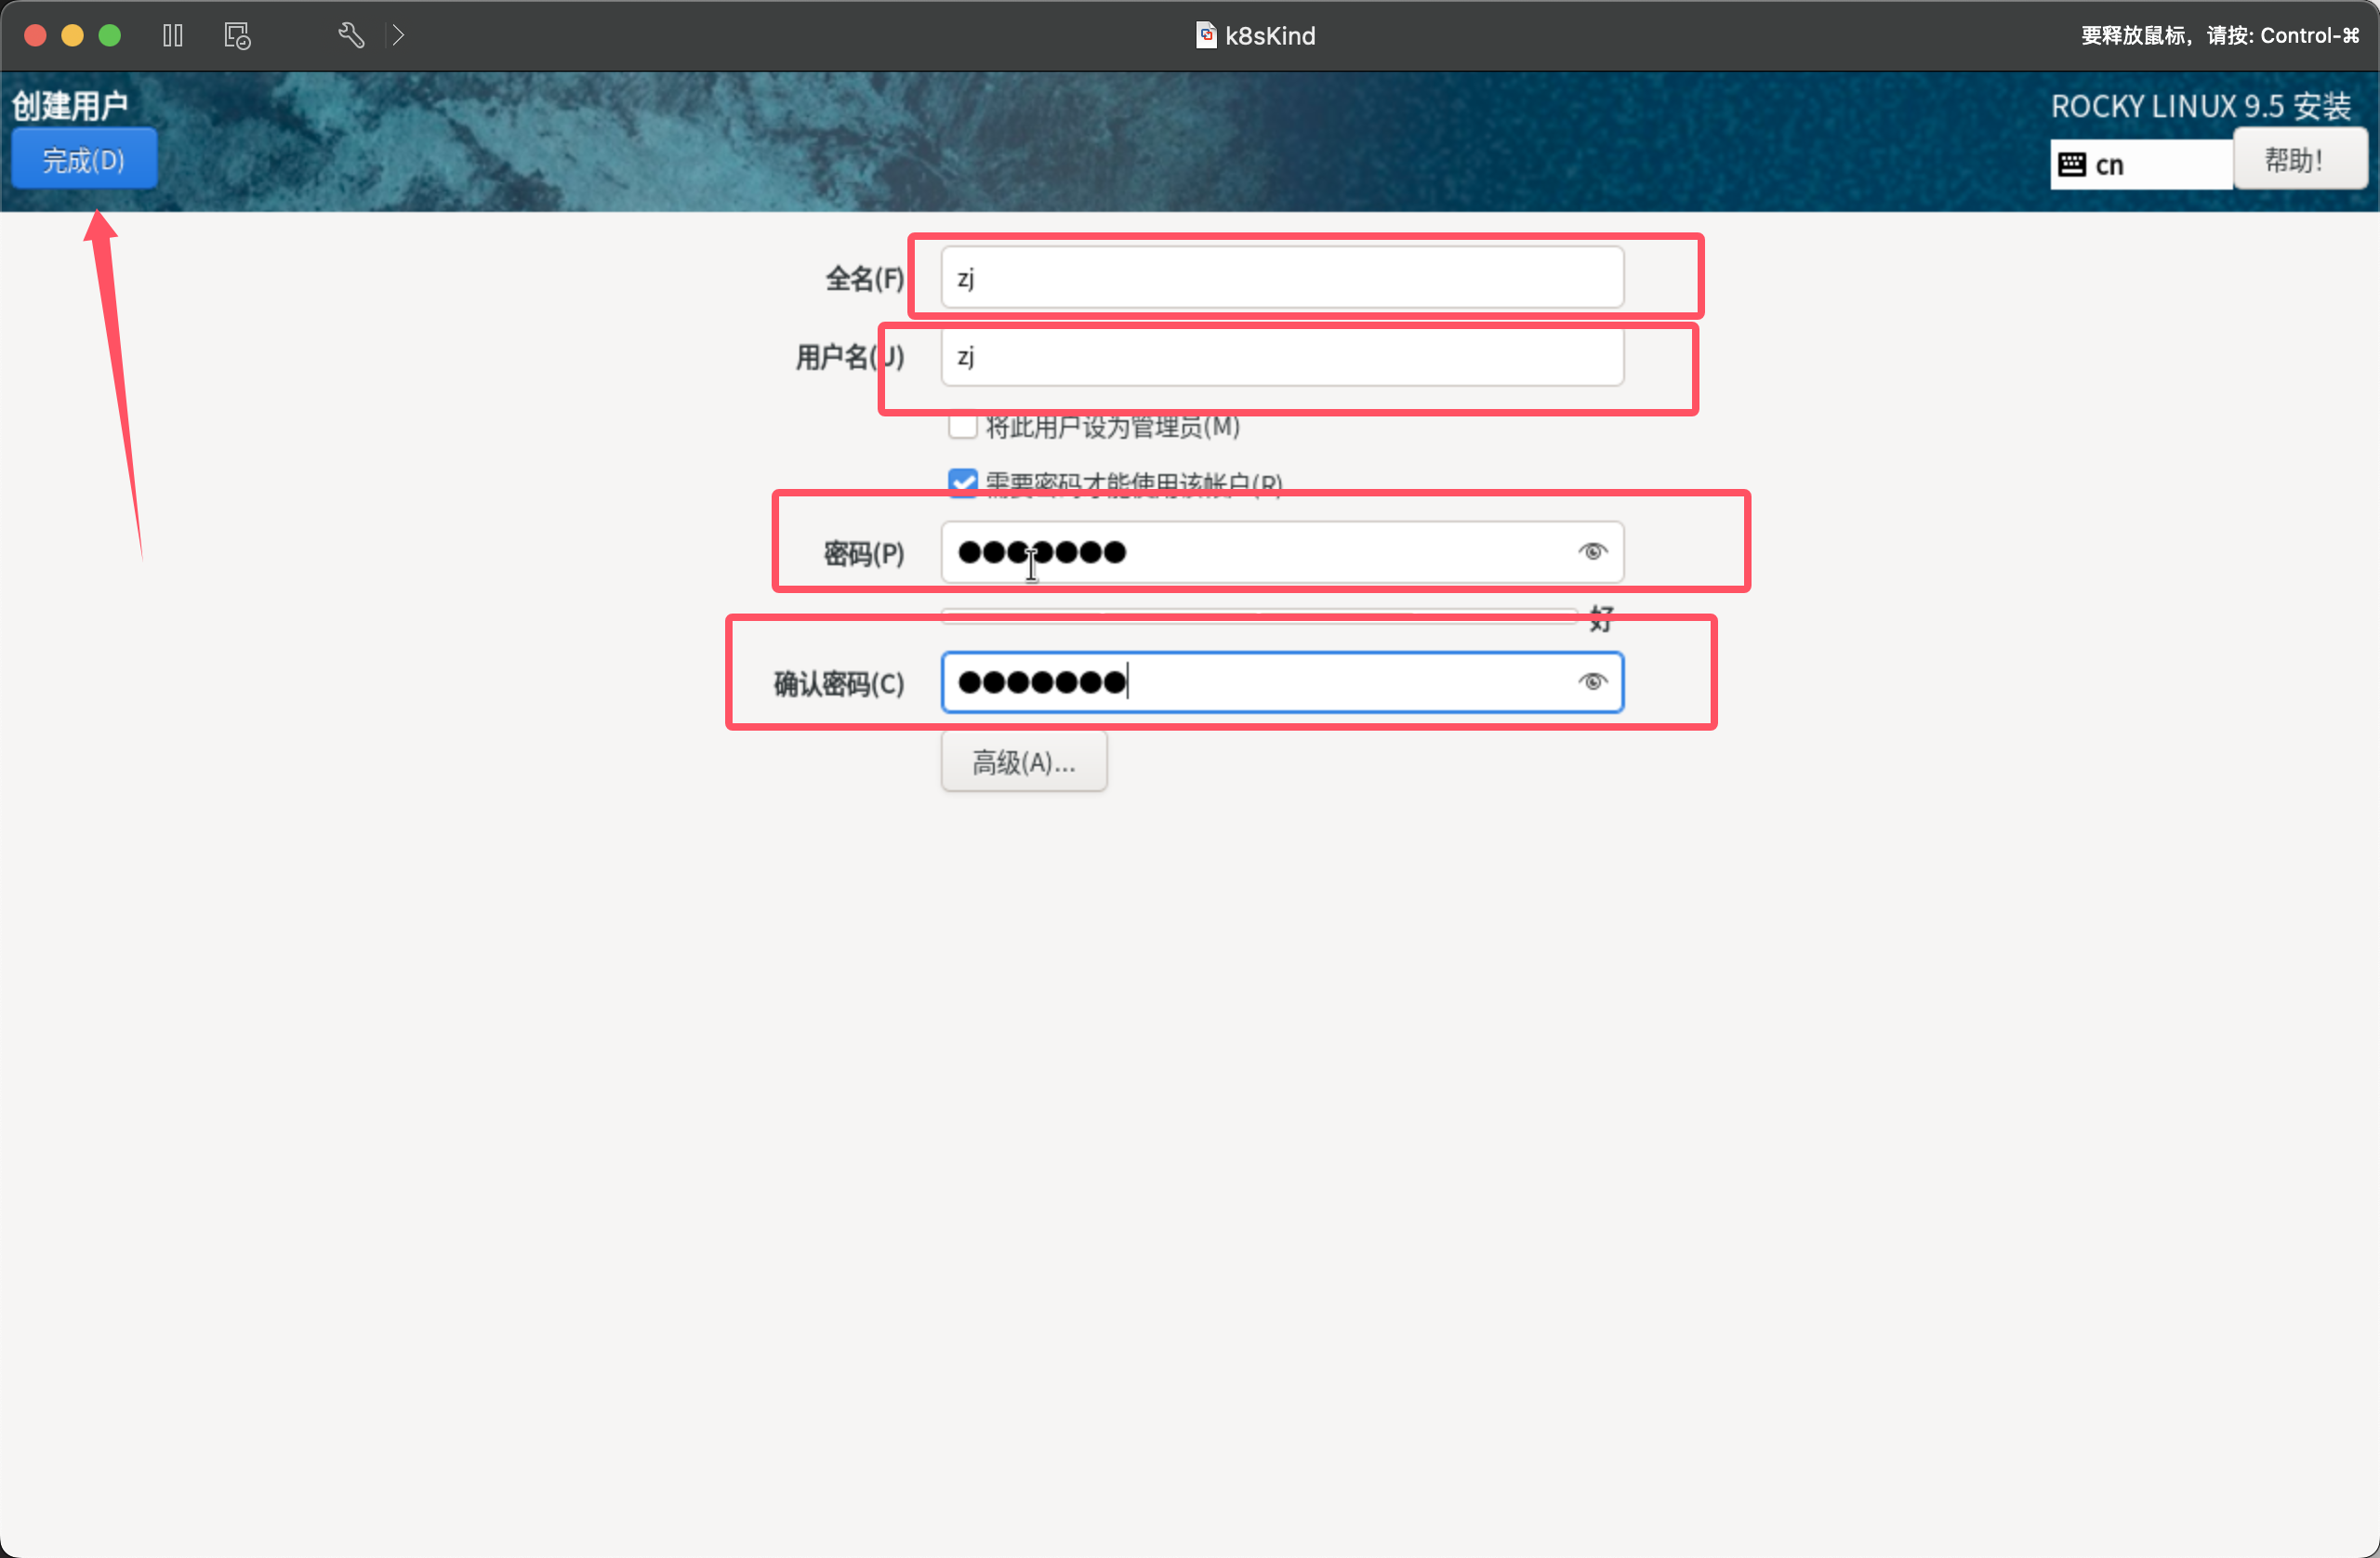 k8sKind
要释放鼠标，请按: Control-⌘
创建用户
ROCKY LINUX 9.5 安装
完成(D)
cn
帮助！
全名(F)
zj
用户名(U)
zj
将此用户设为管理员(M)
需要密码才能使用该帐户(R)
密码(P)
●●●●●●●
好
确认密码(C)
●●●●●●●
高级(A)...